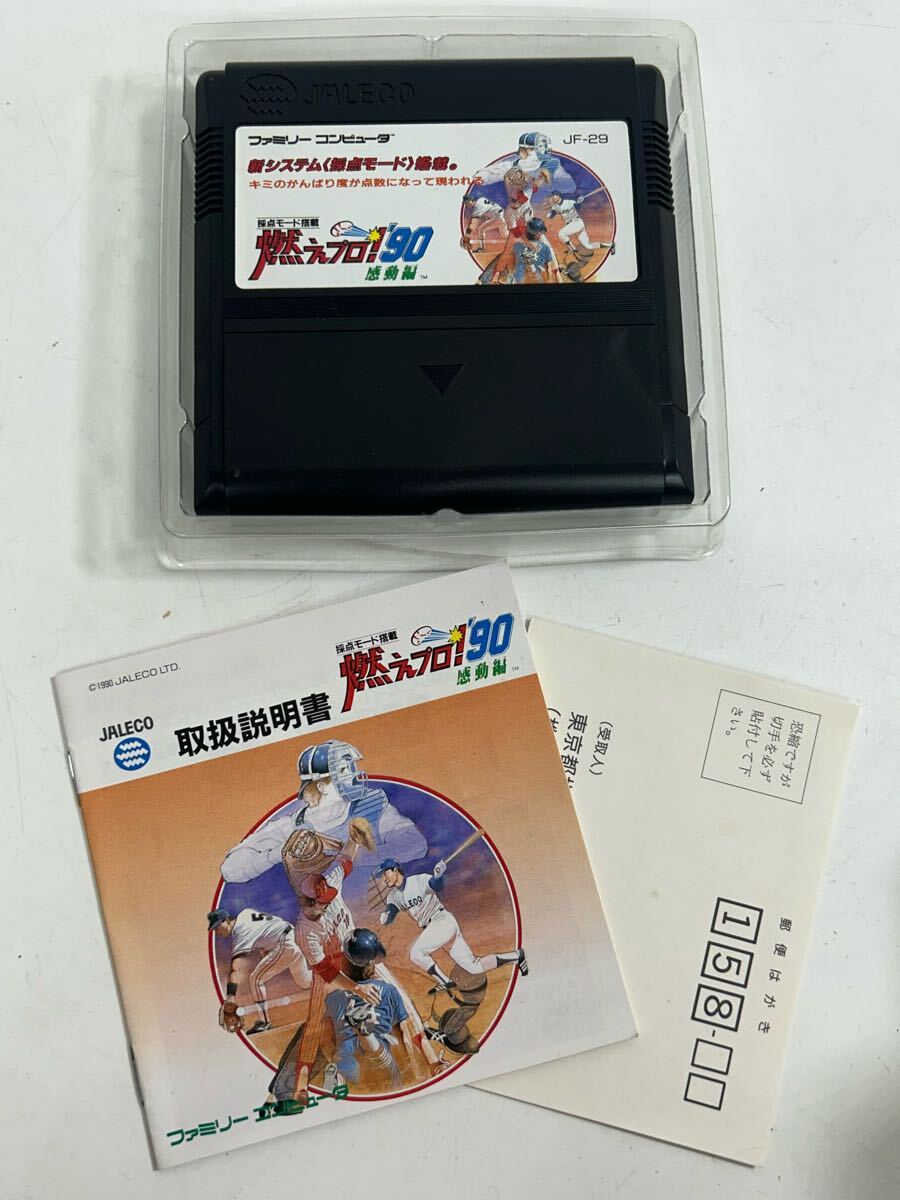 JALECO
ファミリー コンピュータ
JF-29
新システム〈採点モード〉搭載。
キミのがんばり度が点数になって現われる
採点モード搭載
燃えプロ!'90
感動編
TM
©1990 JALECO LTD.
採点モード搭載
燃えプロ!'90
感動編
TM
JALECO
取扱説明書
JALECO
5
ファミリー コンピュータ
恐縮ですが
切手を必ず
貼付して下
さい。
郵便はがき
158-
(受取人)
東京都